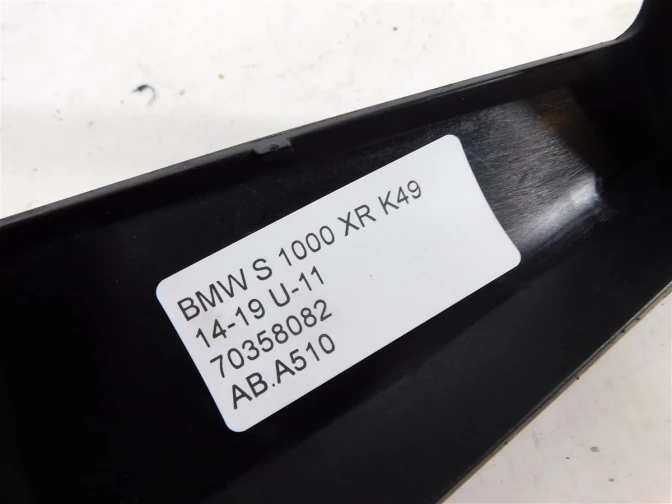 BMW S 1000 XR K49
14-19 U-11
70358082
AB.A510